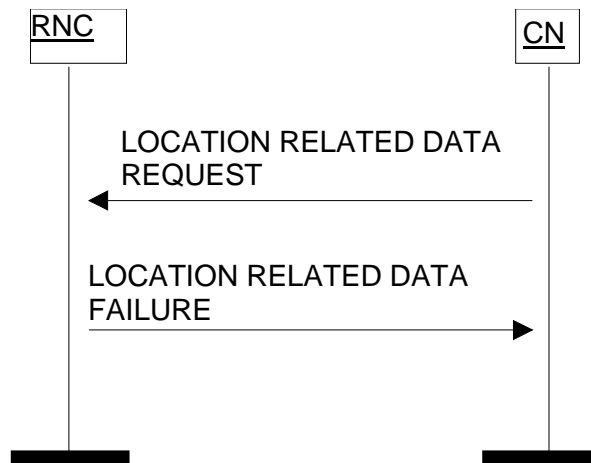 RNC
CN
LOCATION RELATED DATA
REQUEST
LOCATION RELATED DATA
FAILURE